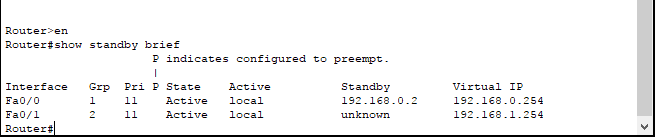 Router>en
Router#show standby brief
P indicates configured to preempt.
|
Interface Grp Pri P State Active Standby Virtual IP
Fa0/0 1 11 Active local 192.168.0.2 192.168.0.254
Fa0/1 2 11 Active local unknown 192.168.1.254
Router#